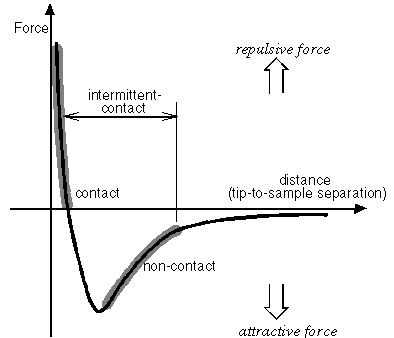 Force
repulsive force
intermittent-
contact
contact
distance
(tip-to-sample separation)
non-contact
attractive force